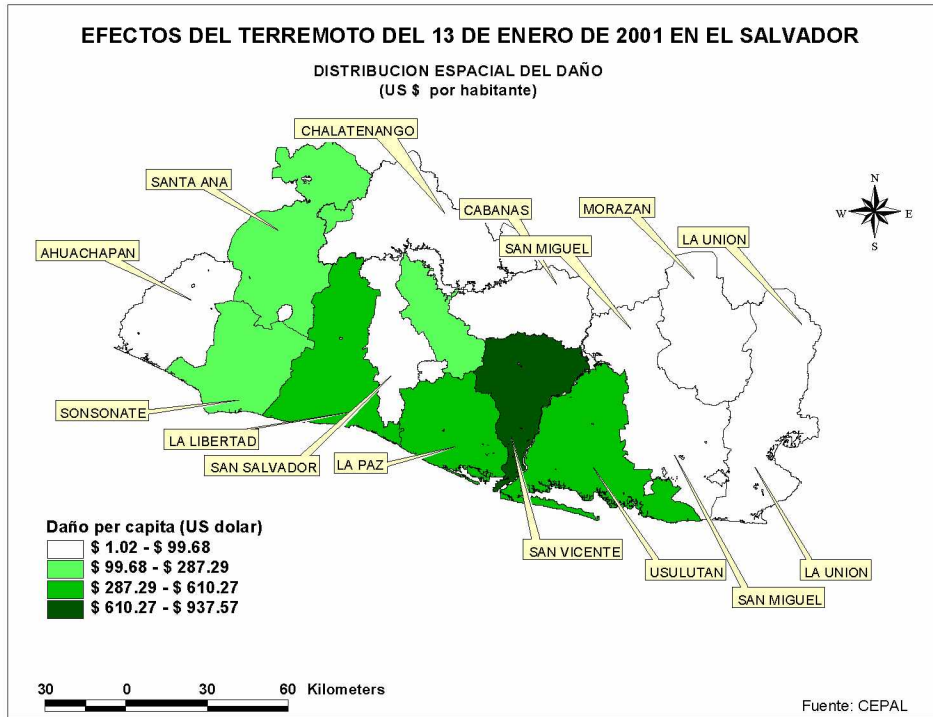 EFECTOS DEL TERREMOTO DEL 13 DE ENERO DE 2001 EN EL SALVADOR
DISTRIBUCION ESPACIAL DEL DAÑO
(US $ por habitante)
CHALATENANGO
SANTA ANA
CABANAS
MORAZAN
N
W
E
S
AHUACHAPAN
SAN MIGUEL
LA UNION
SONSONATE
LA LIBERTAD
SAN SALVADOR
LA PAZ
SAN VICENTE
USULUTAN
LA UNION
SAN MIGUEL
Daño per capita (US dolar)
$ 1.02 - $ 99.68
$ 99.68 - $ 287.29
$ 287.29 - $ 610.27
$ 610.27 - $ 937.57
30 0 30 60 Kilometers
Fuente: CEPAL